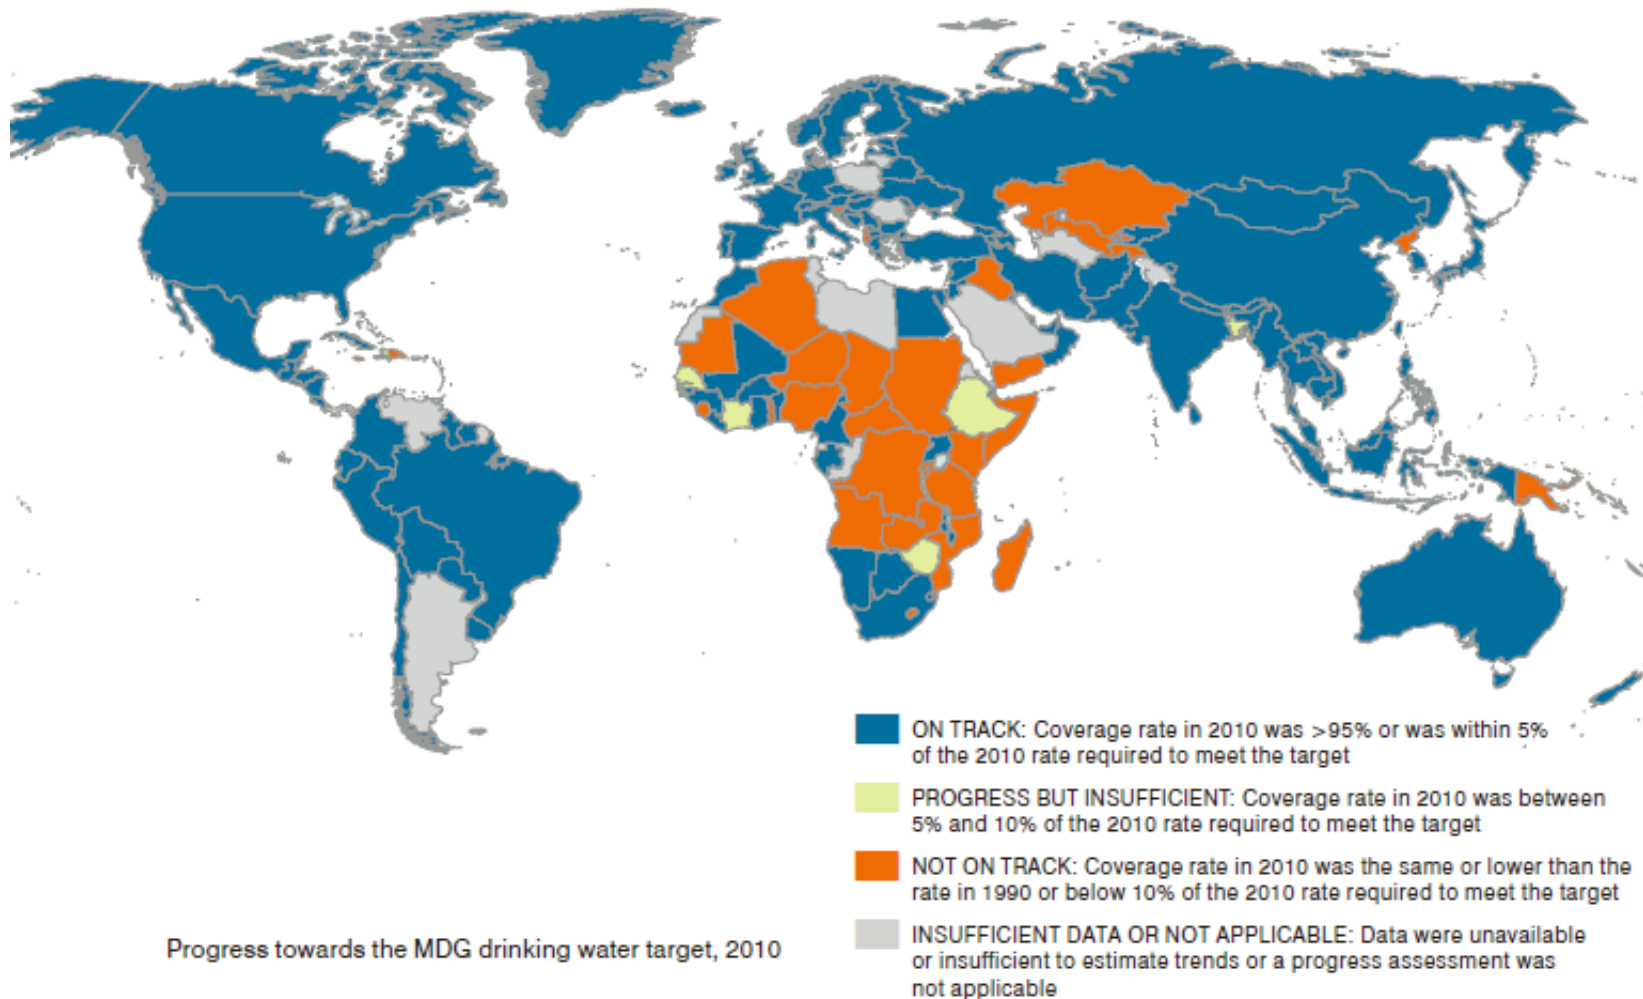 ON TRACK: Coverage rate in 2010 was >95% or was within 5%
of the 2010 rate required to meet the target
PROGRESS BUT INSUFFICIENT: Coverage rate in 2010 was between
5% and 10% of the 2010 rate required to meet the target
NOT ON TRACK: Coverage rate in 2010 was the same or lower than the
rate in 1990 or below 10% of the 2010 rate required to meet the target
INSUFFICIENT DATA OR NOT APPLICABLE: Data were unavailable
or insufficient to estimate trends or a progress assessment was
not applicable
Progress towards the MDG drinking water target, 2010